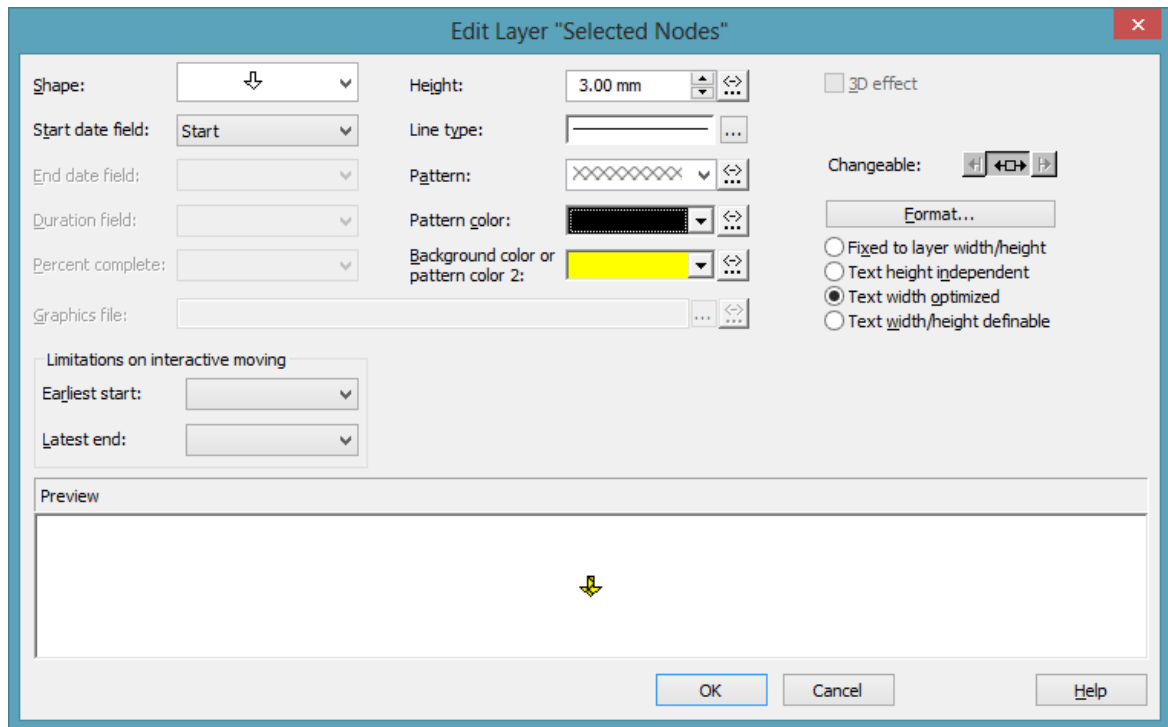 Edit Layer "Selected Nodes"
Shape:
Height:
3.00 mm
3D effect
Start date field:
Start
Line type:
...
End date field:
Pattern:
XXXXXXXXXX
Changeable:
Duration field:
Pattern color:
Format...
Percent complete:
Background color or
pattern color 2:
Fixed to layer width/height
Text height independent
Text width optimized
Text width/height definable
Graphics file:
...
Limitations on interactive moving
Earliest start:
Latest end:
Preview
OK
Cancel
Help